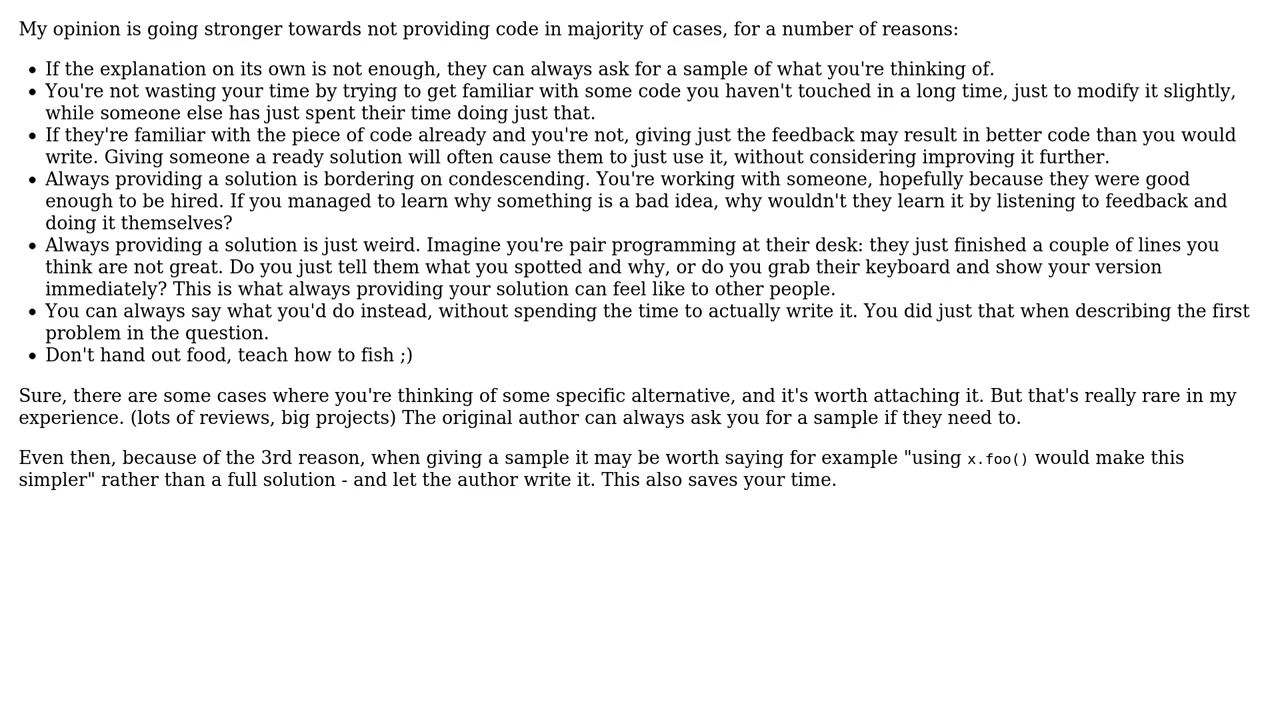 My opinion is going stronger towards not providing code in majority of cases, for a number of reasons:
• If the explanation on its own is not enough, they can always ask for a sample of what you're thinking of.
• You're not wasting your time by trying to get familiar with some code you haven't touched in a long time, just to modify it slightly,
while someone else has just spent their time doing just that.
• If they're familiar with the piece of code already and you're not, giving just the feedback may result in better code than you would
write. Giving someone a ready solution will often cause them to just use it, without considering improving it further.
• Always providing a solution is bordering on condescending. You're working with someone, hopefully because they were good
enough to be hired. If you managed to learn why something is a bad idea, why wouldn't they learn it by listening to feedback and
doing it themselves?
• Always providing a solution is just weird. Imagine you're pair programming at their desk: they just finished a couple of lines you
think are not great. Do you just tell them what you spotted and why, or do you grab their keyboard and show your version
immediately? This is what always providing your solution can feel like to other people.
• You can always say what you'd do instead, without spending the time to actually write it. You did just that when describing the first
problem in the question.
• Don't hand out food, teach how to fish ;)
Sure, there are some cases where you're thinking of some specific alternative, and it's worth attaching it. But that's really rare in my
experience. (lots of reviews, big projects) The original author can always ask you for a sample if they need to.
Even then, because of the 3rd reason, when giving a sample it may be worth saying for example "using x.foo() would make this
simpler" rather than a full solution - and let the author write it. This also saves your time.